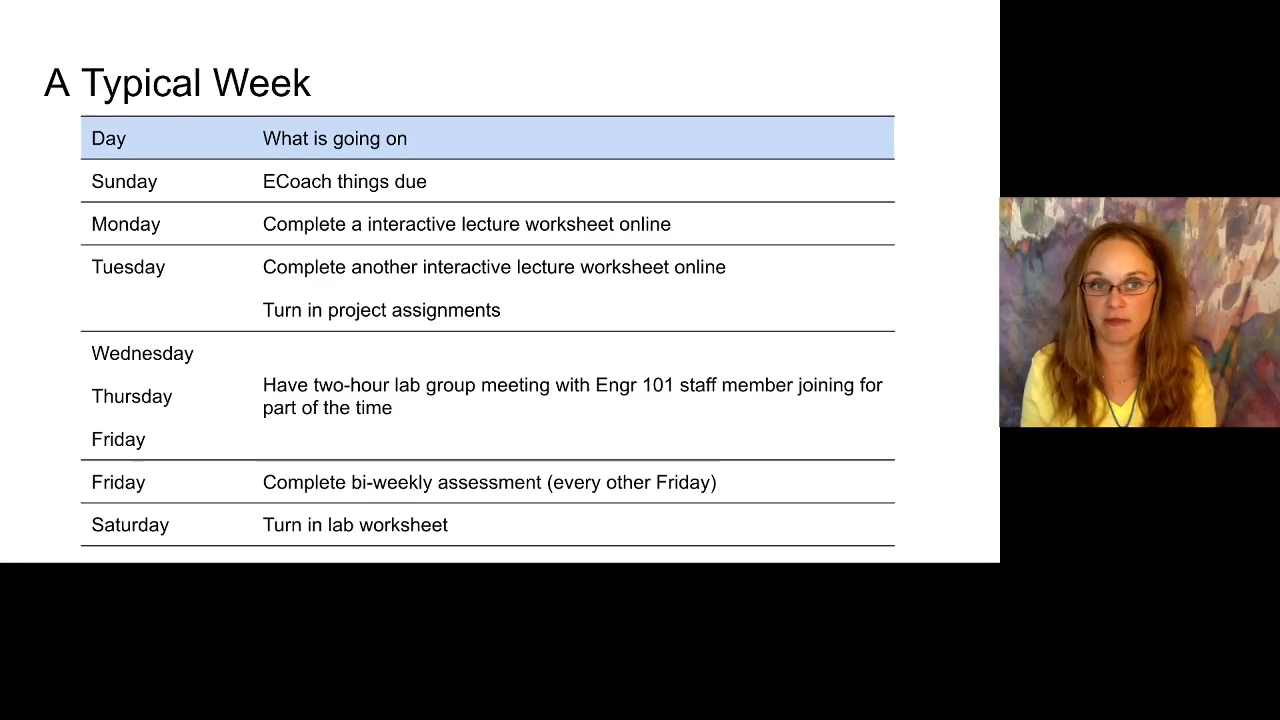 A Typical Week
Day What is going on
Sunday ECoach things due
Monday Complete a interactive lecture worksheet online
Tuesday Complete another interactive lecture worksheet online
Turn in project assignments
Wednesday
Thursday Have two-hour lab group meeting with Engr 101 staff member joining for
part of the time
Friday
Friday Complete bi-weekly assessment (every other Friday)
Saturday Turn in lab worksheet